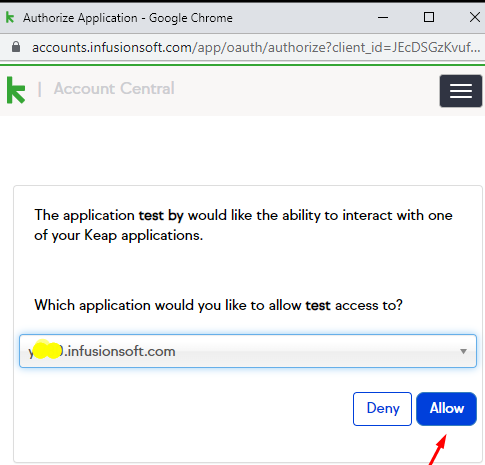 Authorize Application - Google Chrome
accounts.infusionsoft.com/app/oauth/authorize?client_id=JEcDSGzKvuf...
| Account Central
The application test by would like the ability to interact with one
of your Keap applications.
Which application would you like to allow test access to?
.infusionsoft.com
Deny
Allow